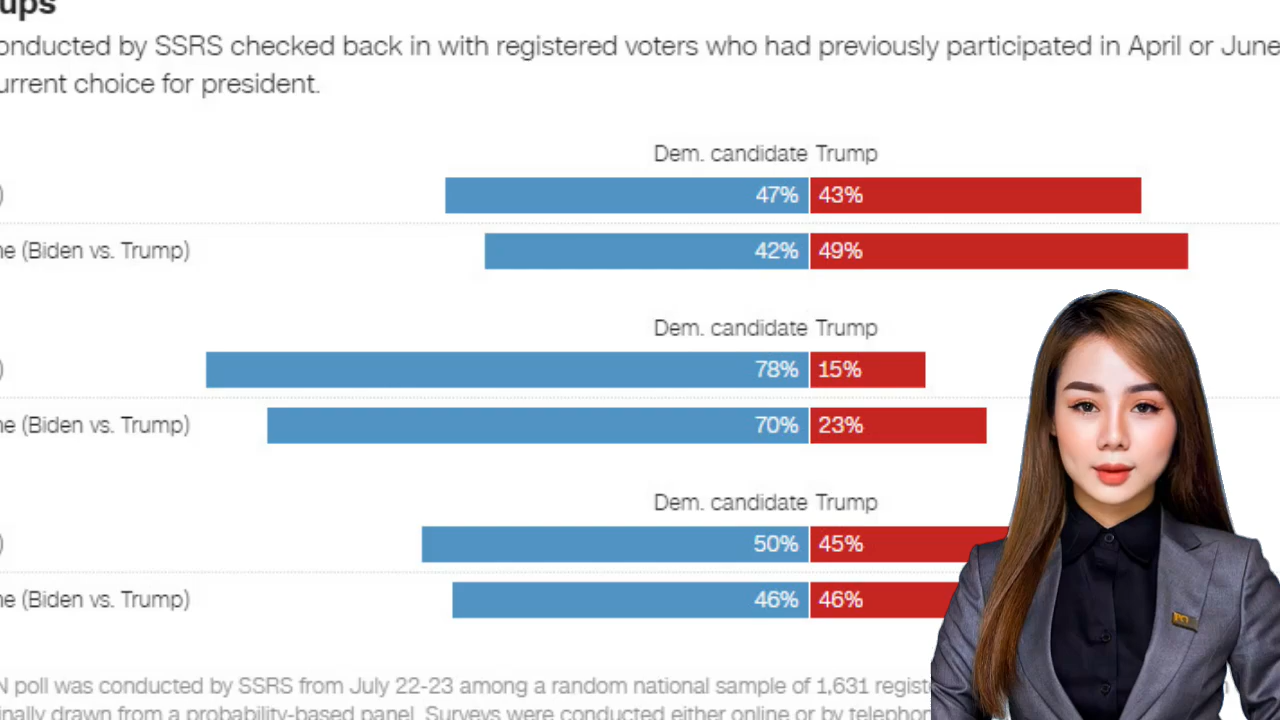 ups
onducted by SSRS checked back in with registered voters who had previously participated in April or June
urrent choice for president.
Dem. candidate Trump
) 47% 43%
ne (Biden vs. Trump) 42% 49%
Dem. candidate Trump
) 78% 15%
ne (Biden vs. Trump) 70% 23%
Dem. candidate Trump
) 50% 45%
ne (Biden vs. Trump) 46% 46%
N poll was conducted by SSRS from July 22-23 among a random national sample of 1,631 regist
inally drawn from a probability-based panel. Surveys were conducted either online or by telephon